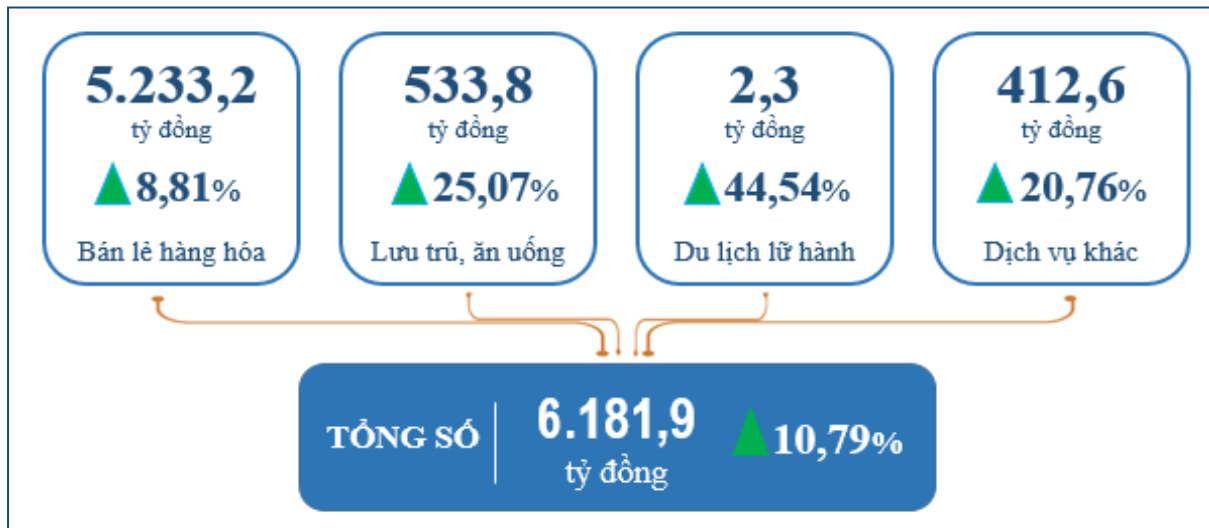 5.233,2
tỷ đồng
8,81%
Bán lẻ hàng hóa
533,8
tỷ đồng
25,07%
Lưu trú, ăn uống
2,3
tỷ đồng
44,54%
Du lịch lữ hành
412,6
tỷ đồng
20,76%
Dịch vụ khác
TỔNG SỐ
6.181,9
tỷ đồng
10,79%